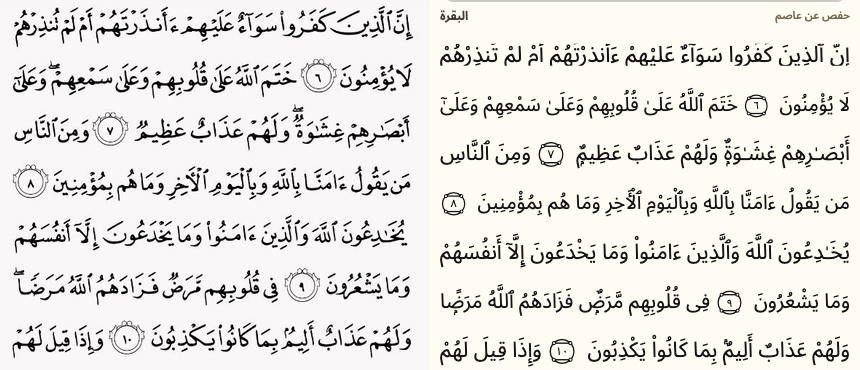 إِنَّ ٱلَّذِينَ كَفَرُوا۟ سَوَآءٌ عَلَيْهِمْ ءَأَنذَرْتَهُمْ أَمْ لَمْ تُنذِرْهُمْ
لَا يُؤْمِنُونَ ٦ خَتَمَ ٱللَّهُ عَلَىٰ قُلُوبِهِمْ وَعَلَىٰ سَمْعِهِمْ ۖ وَعَلَىٰٓ
أَبْصَـٰرِهِمْ غِشَـٰوَةٌ ۖ وَلَهُمْ عَذَابٌ عَظِيمٌ ٧ وَمِنَ ٱلنَّاسِ
مَن يَقُولُ ءَامَنَّا بِٱللَّهِ وَبِٱلْيَوْمِ ٱلْـَٔاخِرِ وَمَا هُم بِمُؤْمِنِينَ ٨
يُخَـٰدِعُونَ ٱللَّهَ وَٱلَّذِينَ ءَامَنُوا۟ وَمَا يَخْدَعُونَ إِلَّآ أَنفُسَهُمْ
وَمَا يَشْعُرُونَ ٩ فِى قُلُوبِهِم مَّرَضٌ فَزَادَهُمُ ٱللَّهُ مَرَضًا ۖ
وَلَهُمْ عَذَابٌ أَلِيمٌۢ بِمَا كَانُوا۟ يَكْذِبُونَ ١٠ وَإِذَا قِيلَ لَهُمْ
حفص عن عاصم البقرة
إِنَّ ٱلَّذِينَ كَفَرُوا سَوَآءٌ عَلَيْهِمْ ءَأَنذَرْتَهُمْ أَمْ لَمْ تُنذِرْهُمْ
لَا يُؤْمِنُونَ ٦ خَتَمَ ٱللَّهُ عَلَىٰ قُلُوبِهِمْ وَعَلَىٰ سَمْعِهِمْ وَعَلَىٰٓ
أَبْصَـٰرِهِمْ غِشَـٰوَةٌ وَلَهُمْ عَذَابٌ عَظِيمٌ ٧ وَمِنَ ٱلنَّاسِ
مَن يَقُولُ ءَامَنَّا بِٱللَّهِ وَبِٱلْيَوْمِ ٱلْـَٔاخِرِ وَمَا هُم بِمُؤْمِنِينَ ٨
يُخَـٰدِعُونَ ٱللَّهَ وَٱلَّذِينَ ءَامَنُوا۟ وَمَا يَخْدَعُونَ إِلَّآ أَنفُسَهُمْ
وَمَا يَشْعُرُونَ ٩ فِى قُلُوبِهِم مَّرَضٌ فَزَادَهُمُ ٱللَّهُ مَرَضًا
وَلَهُمْ عَذَابٌ أَلِيمٌۢ بِمَا كَانُوا۟ يَكْذِبُونَ ١٠ وَإِذَا قِيلَ لَهُمْ